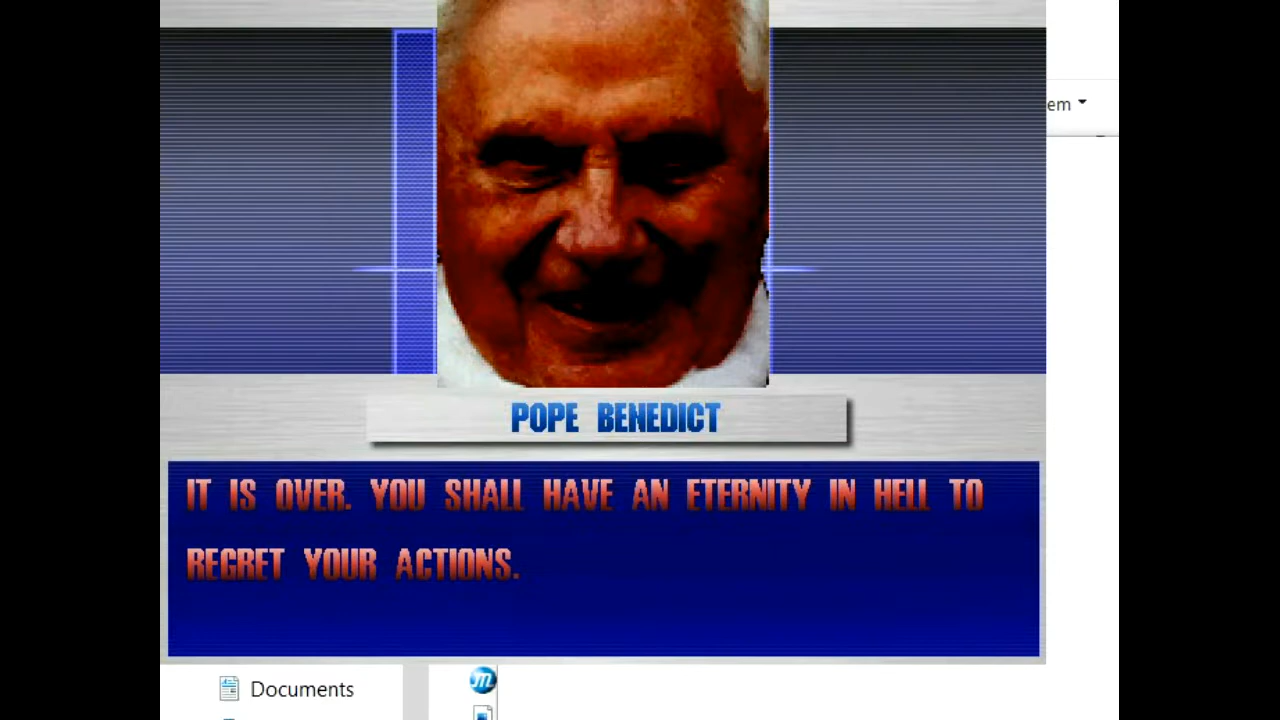 em
POPE BENEDICT
IT IS OVER. YOU SHALL HAVE AN ETERNITY IN HELL TO
REGRET YOUR ACTIONS.
Documents